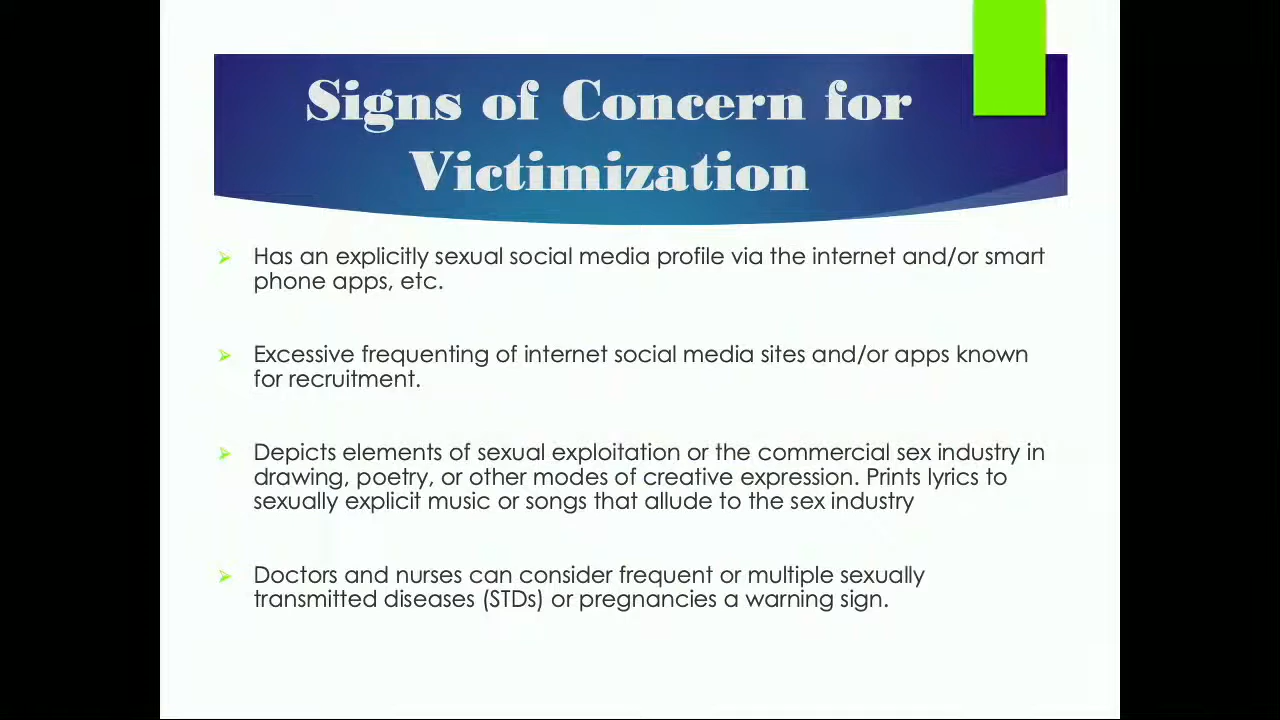 Signs of Concern for
Victimization
Has an explicitly sexual social media profile via the internet and/or smart
phone apps, etc.
Excessive frequenting of internet social media sites and/or apps known
for recruitment.
Depicts elements of sexual exploitation or the commercial sex industry in
drawing, poetry, or other modes of creative expression. Prints lyrics to
sexually explicit music or songs that allude to the sex industry
Doctors and nurses can consider frequent or multiple sexually
transmitted diseases (STDs) or pregnancies a warning sign.